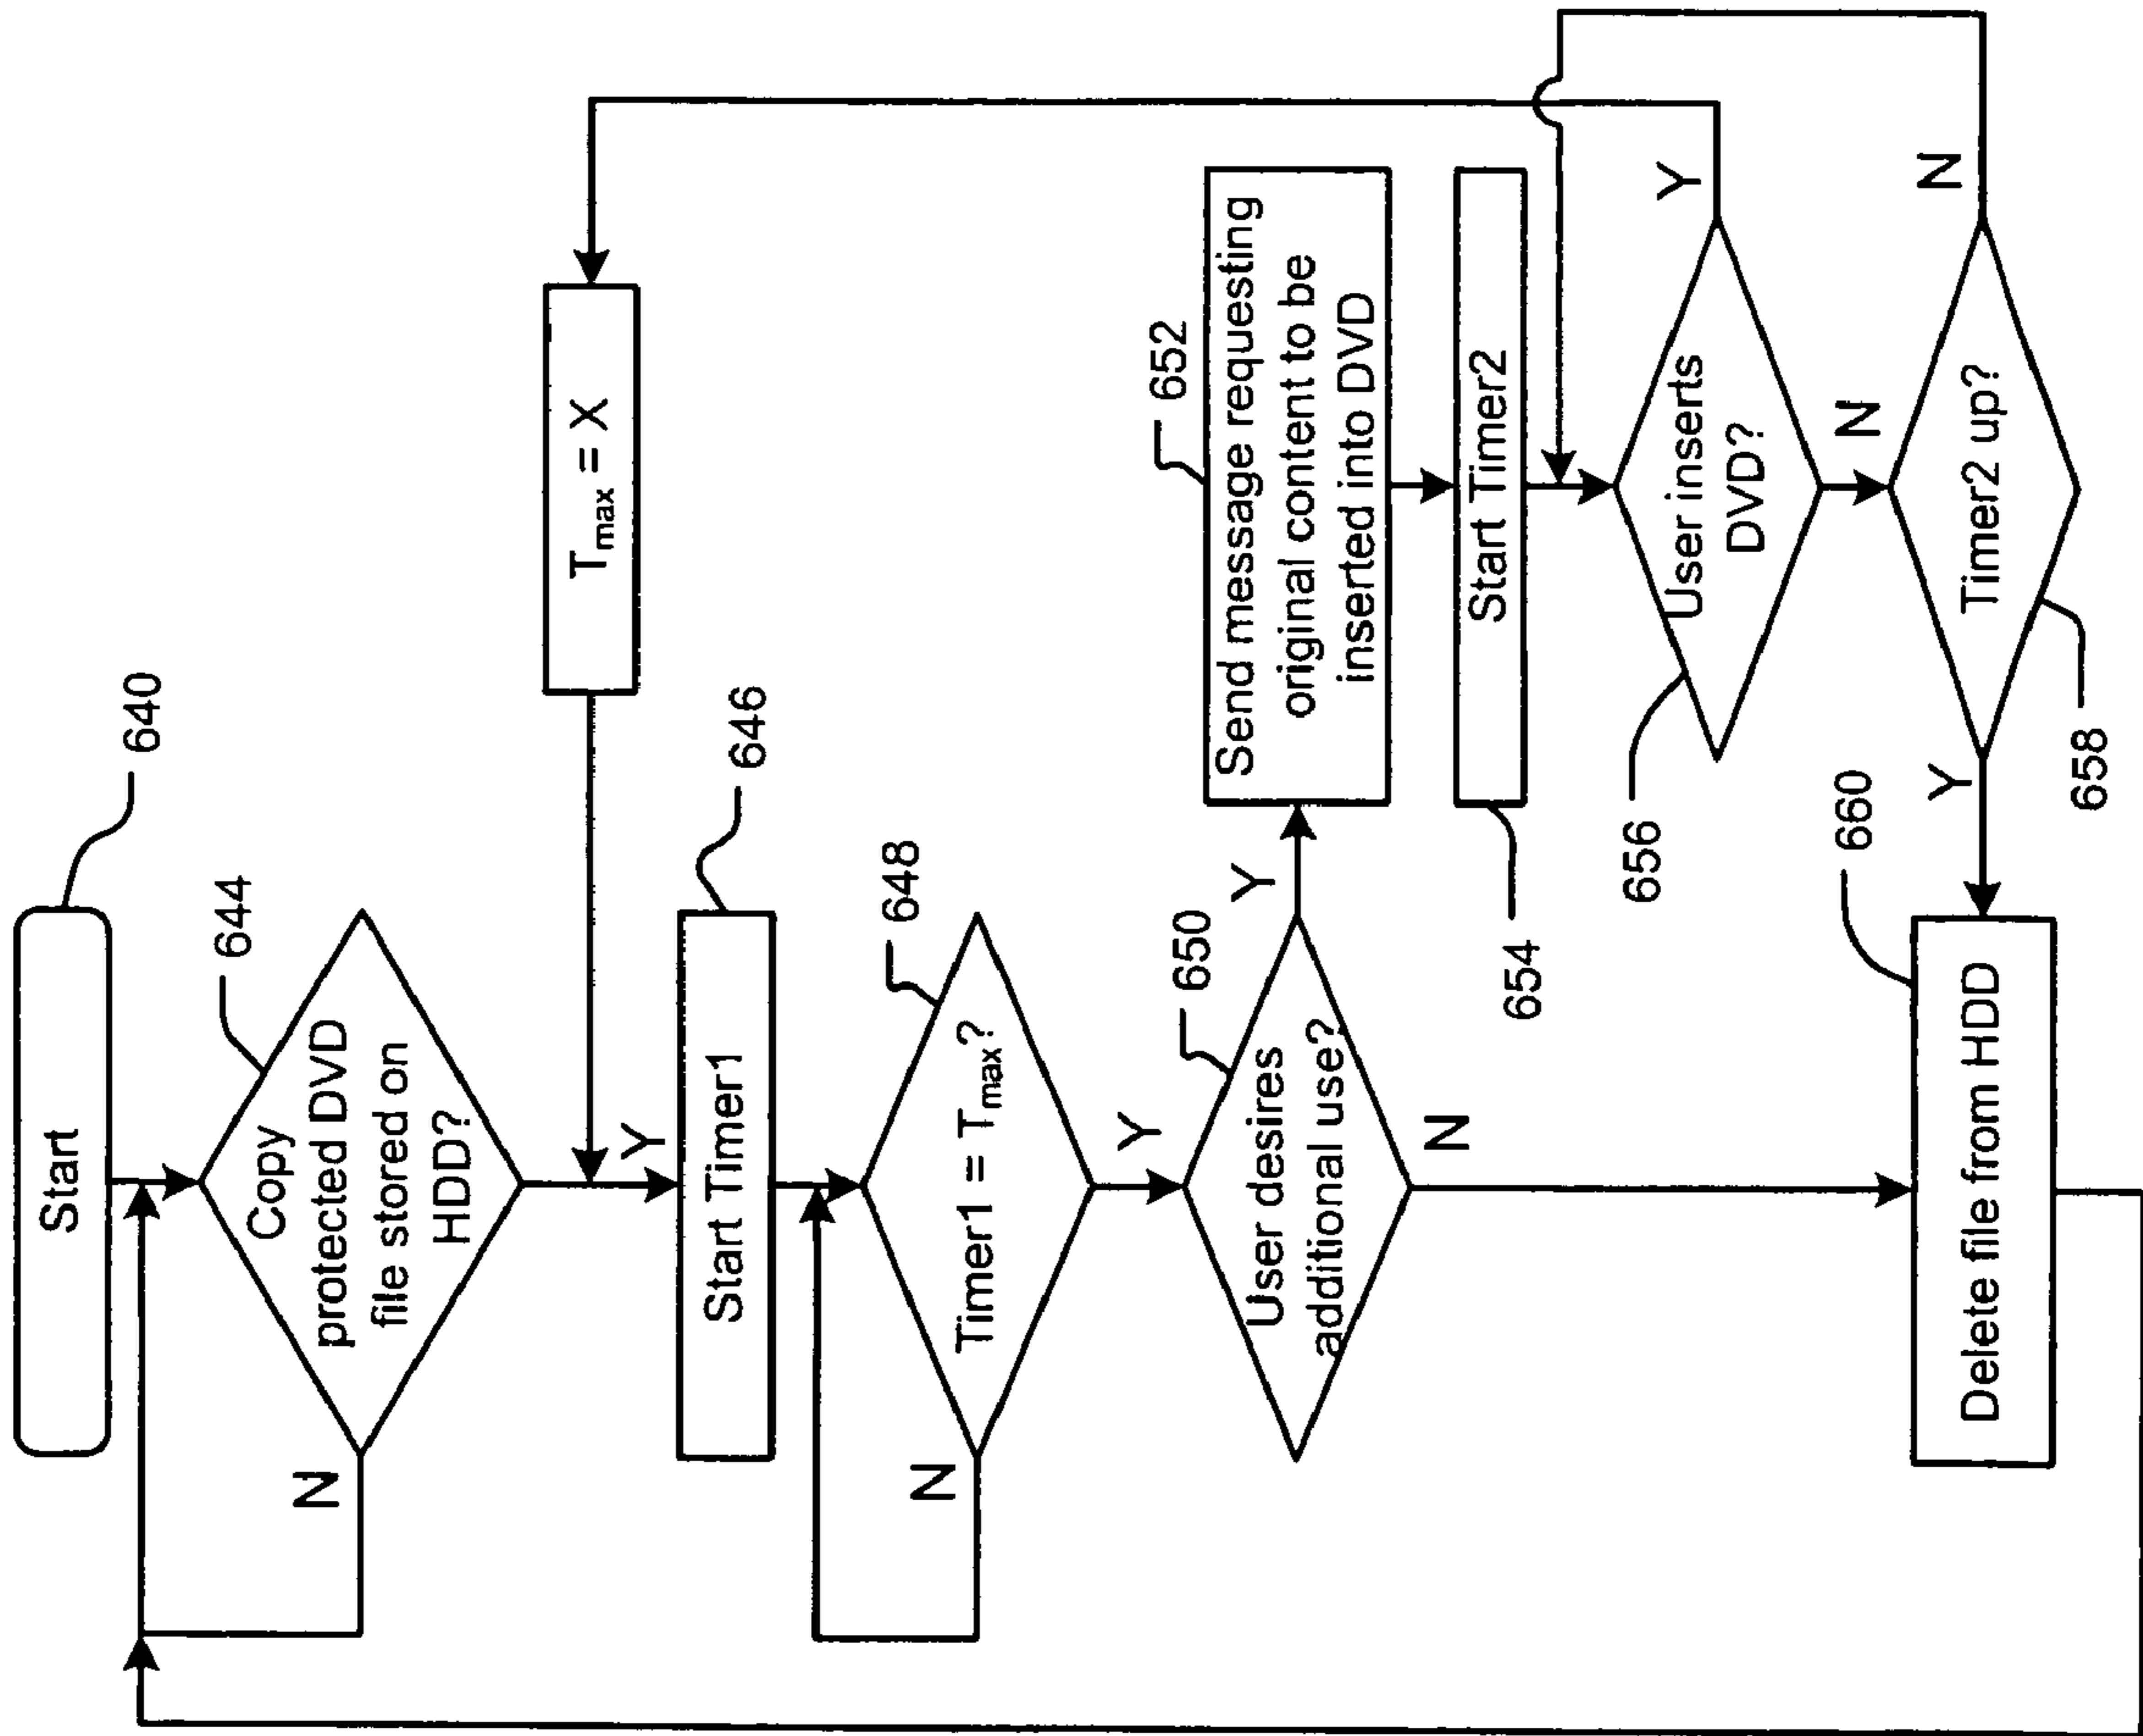 Start
640
Copy
protected DVD
file stored on
HDD?
644
N
Y
T max = X
Start Timer1
646
Timer1 = T max ?
648
N
Y
User desires
additional use?
650
Y
N
Send message requesting
original content to be
inserted into DVD
652
Start Timer2
654
User inserts
DVD?
656
Y
N
Timer2 up?
658
N
Y
Delete file from HDD
660